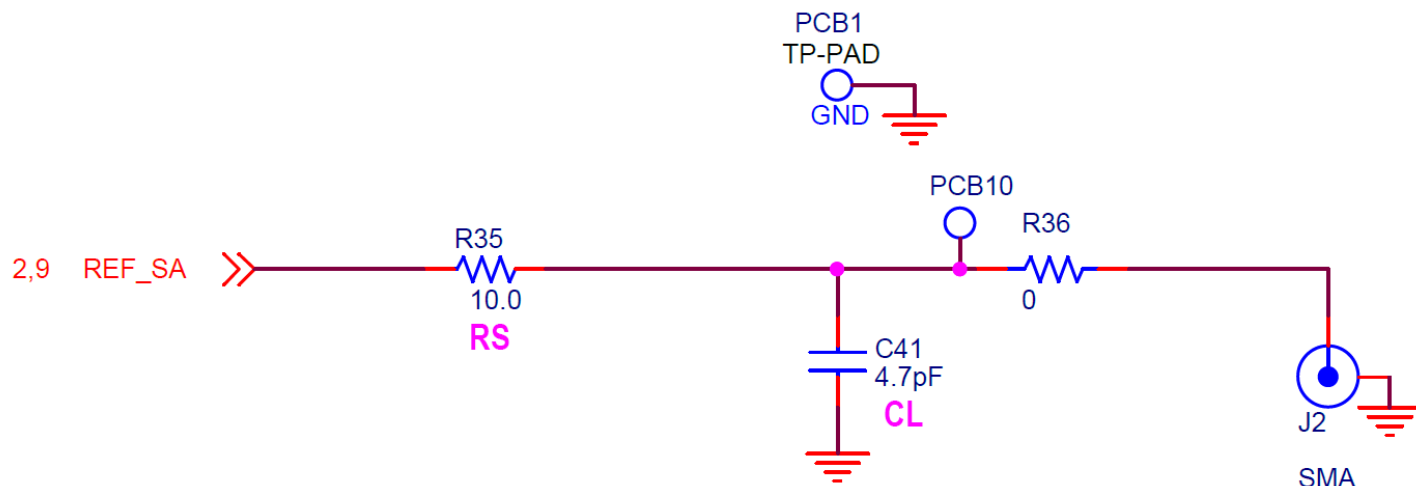 PCB1
TP-PAD
GND
PCB10
R35
R36
2,9 REF_SA
10.0
0
RS
C41
4.7pF
CL
J2
SMA